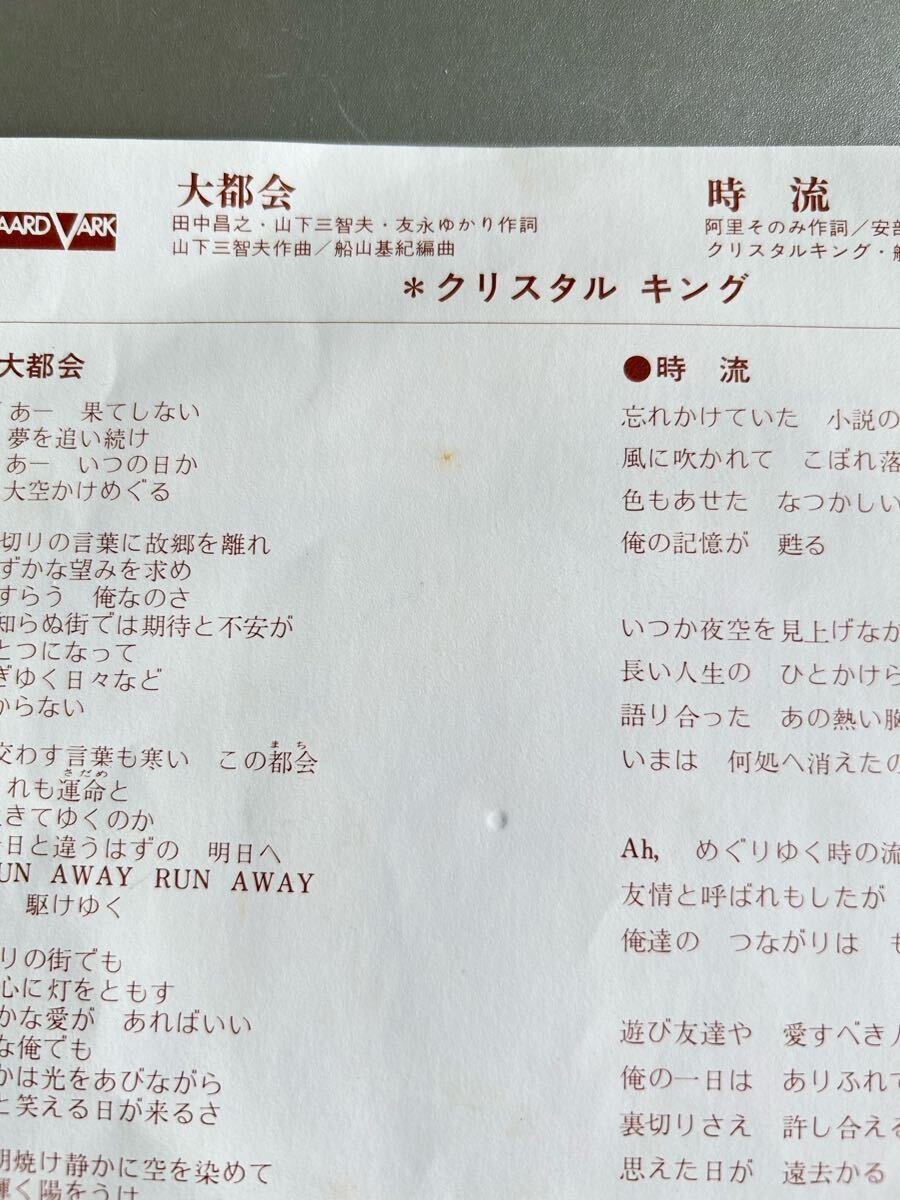 AARDVARK
大都会
田中昌之・山下三智夫・友永ゆかり作詞
山下三智夫作曲／船山基紀編曲
時 流
阿里そのみ作詞／安部
クリスタルキング・船
＊クリスタル キング
大都会
あー 果てしない
夢を追い続け
あー いつの日か
大空かけめぐる
切りの言葉に故郷を離れ
ずかな望みを求め
すらう 俺なのさ
知らぬ街では期待と不安が
とつになって
ぎゆく日々など
からない
交わす言葉も寒い この都会
まち
れも運命と
さだめ
きてゆくのか
日と違うはずの 明日へ
UN AWAY RUN AWAY
駆けゆく
りの街でも
心に灯をともす
かな愛が あればいい
な俺でも
かは光をあびながら
と笑える日が来るさ
朝焼け静かに空を染めて
輝く陽をうけ
●時 流
忘れかけていた 小説の
風に吹かれて こぼれ落
色もあせた なつかしい
俺の記憶が 甦る
いつか夜空を見上げなが
長い人生の ひとかけら
語り合った あの熱い胸
いまは 何処へ消えたの
Ah, めぐりゆく時の流
友情と呼ばれもしたが
俺達の つながりは も
遊び友達や 愛すべき人
俺の一日は ありふれて
裏切りさえ 許し合える
思えた日が 遠去かる